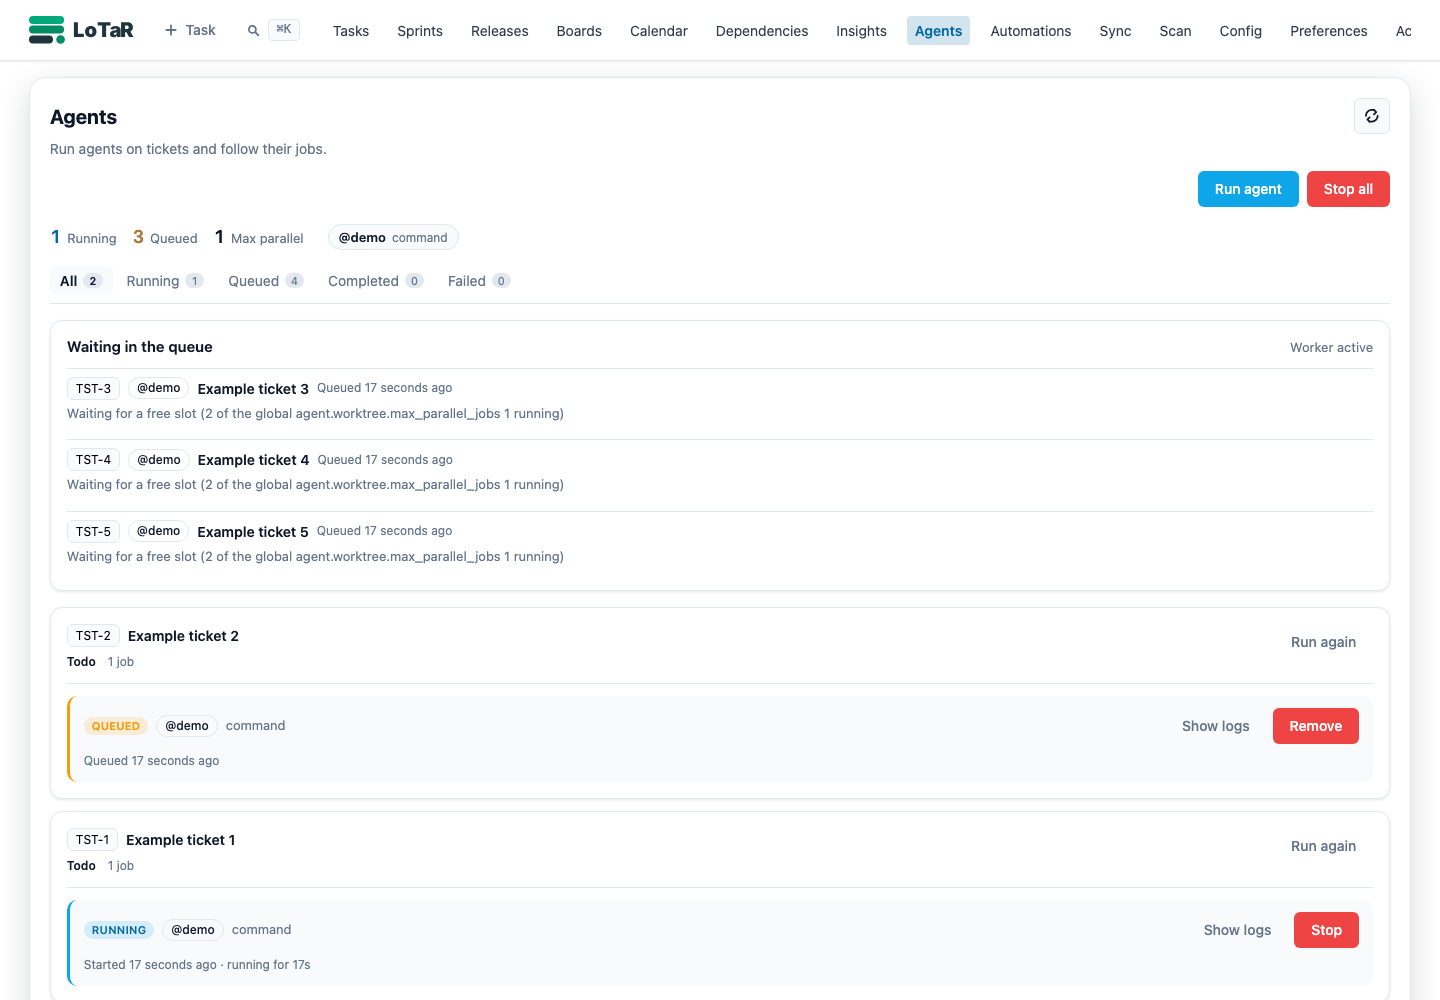 LoTaR + Task ⌘K Tasks Sprints Releases Boards Calendar Dependencies Insights Agents Automations Sync Scan Config Preferences Ac
Agents
Run agents on tickets and follow their jobs.
Run agent Stop all
1 Running 3 Queued 1 Max parallel @demo command
All 2 Running 1 Queued 4 Completed 0 Failed 0
Waiting in the queue Worker active
TST-3 @demo Example ticket 3 Queued 17 seconds ago
Waiting for a free slot (2 of the global agent.worktree.max_parallel_jobs 1 running)
TST-4 @demo Example ticket 4 Queued 17 seconds ago
Waiting for a free slot (2 of the global agent.worktree.max_parallel_jobs 1 running)
TST-5 @demo Example ticket 5 Queued 17 seconds ago
Waiting for a free slot (2 of the global agent.worktree.max_parallel_jobs 1 running)
TST-2 Example ticket 2 Run again
Todo 1 job
QUEUED @demo command Show logs Remove
Queued 17 seconds ago
TST-1 Example ticket 1 Run again
Todo 1 job
RUNNING @demo command Show logs Stop
Started 17 seconds ago · running for 17s